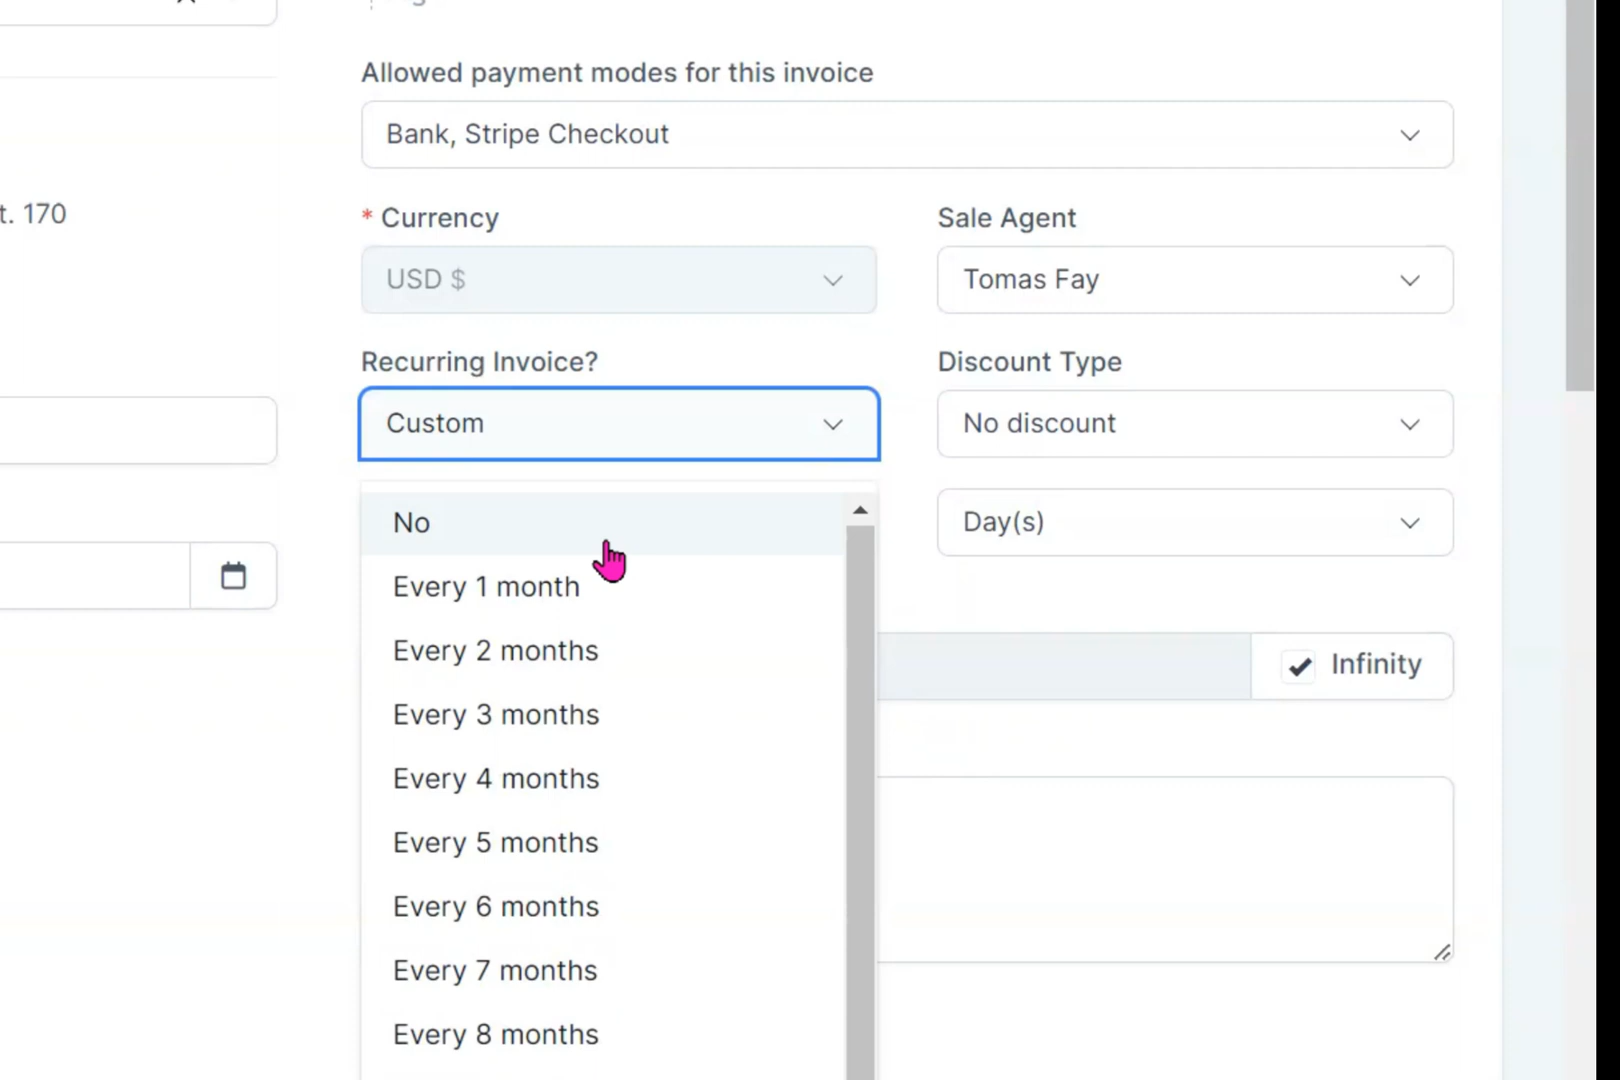 Allowed payment modes for this invoice
Bank, Stripe Checkout
t. 170
* Currency
Sale Agent
USD $
Tomas Fay
Recurring Invoice?
Discount Type
Custom
No discount
No
Day(s)
Every 1 month
Every 2 months
Infinity
Every 3 months
Every 4 months
Every 5 months
Every 6 months
Every 7 months
Every 8 months